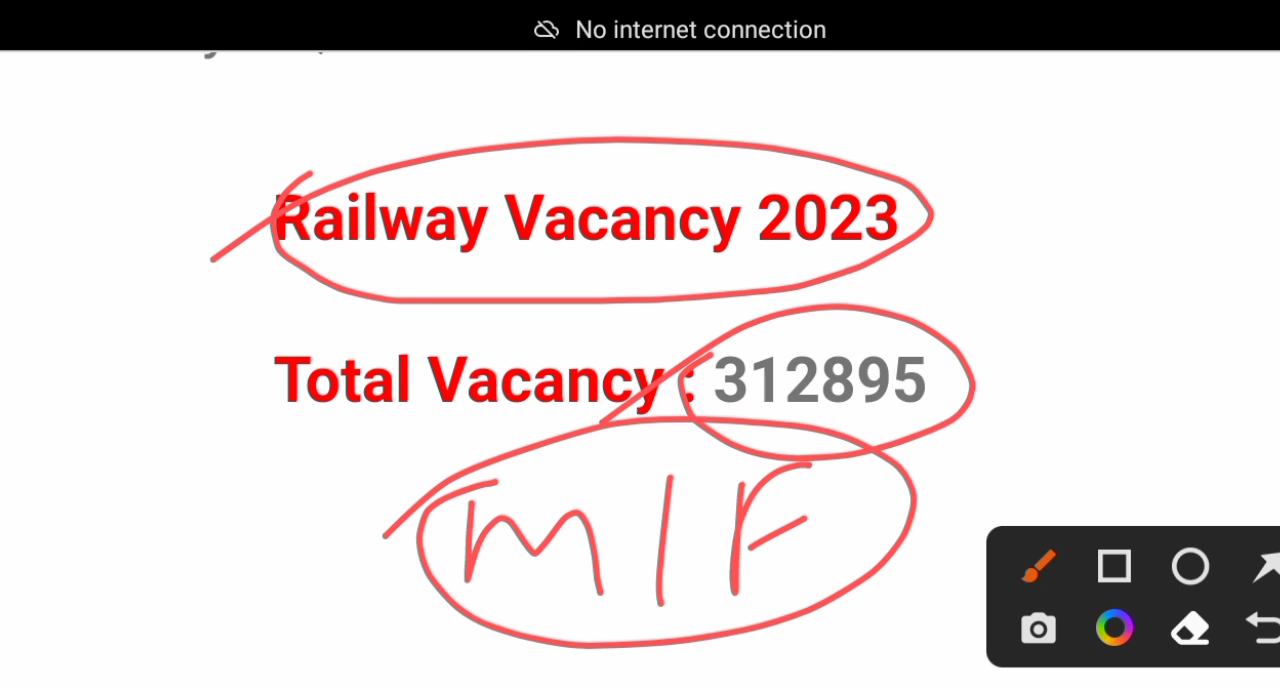 No internet connection
Railway Vacancy 2023
Total Vacancy : 312895
M/F